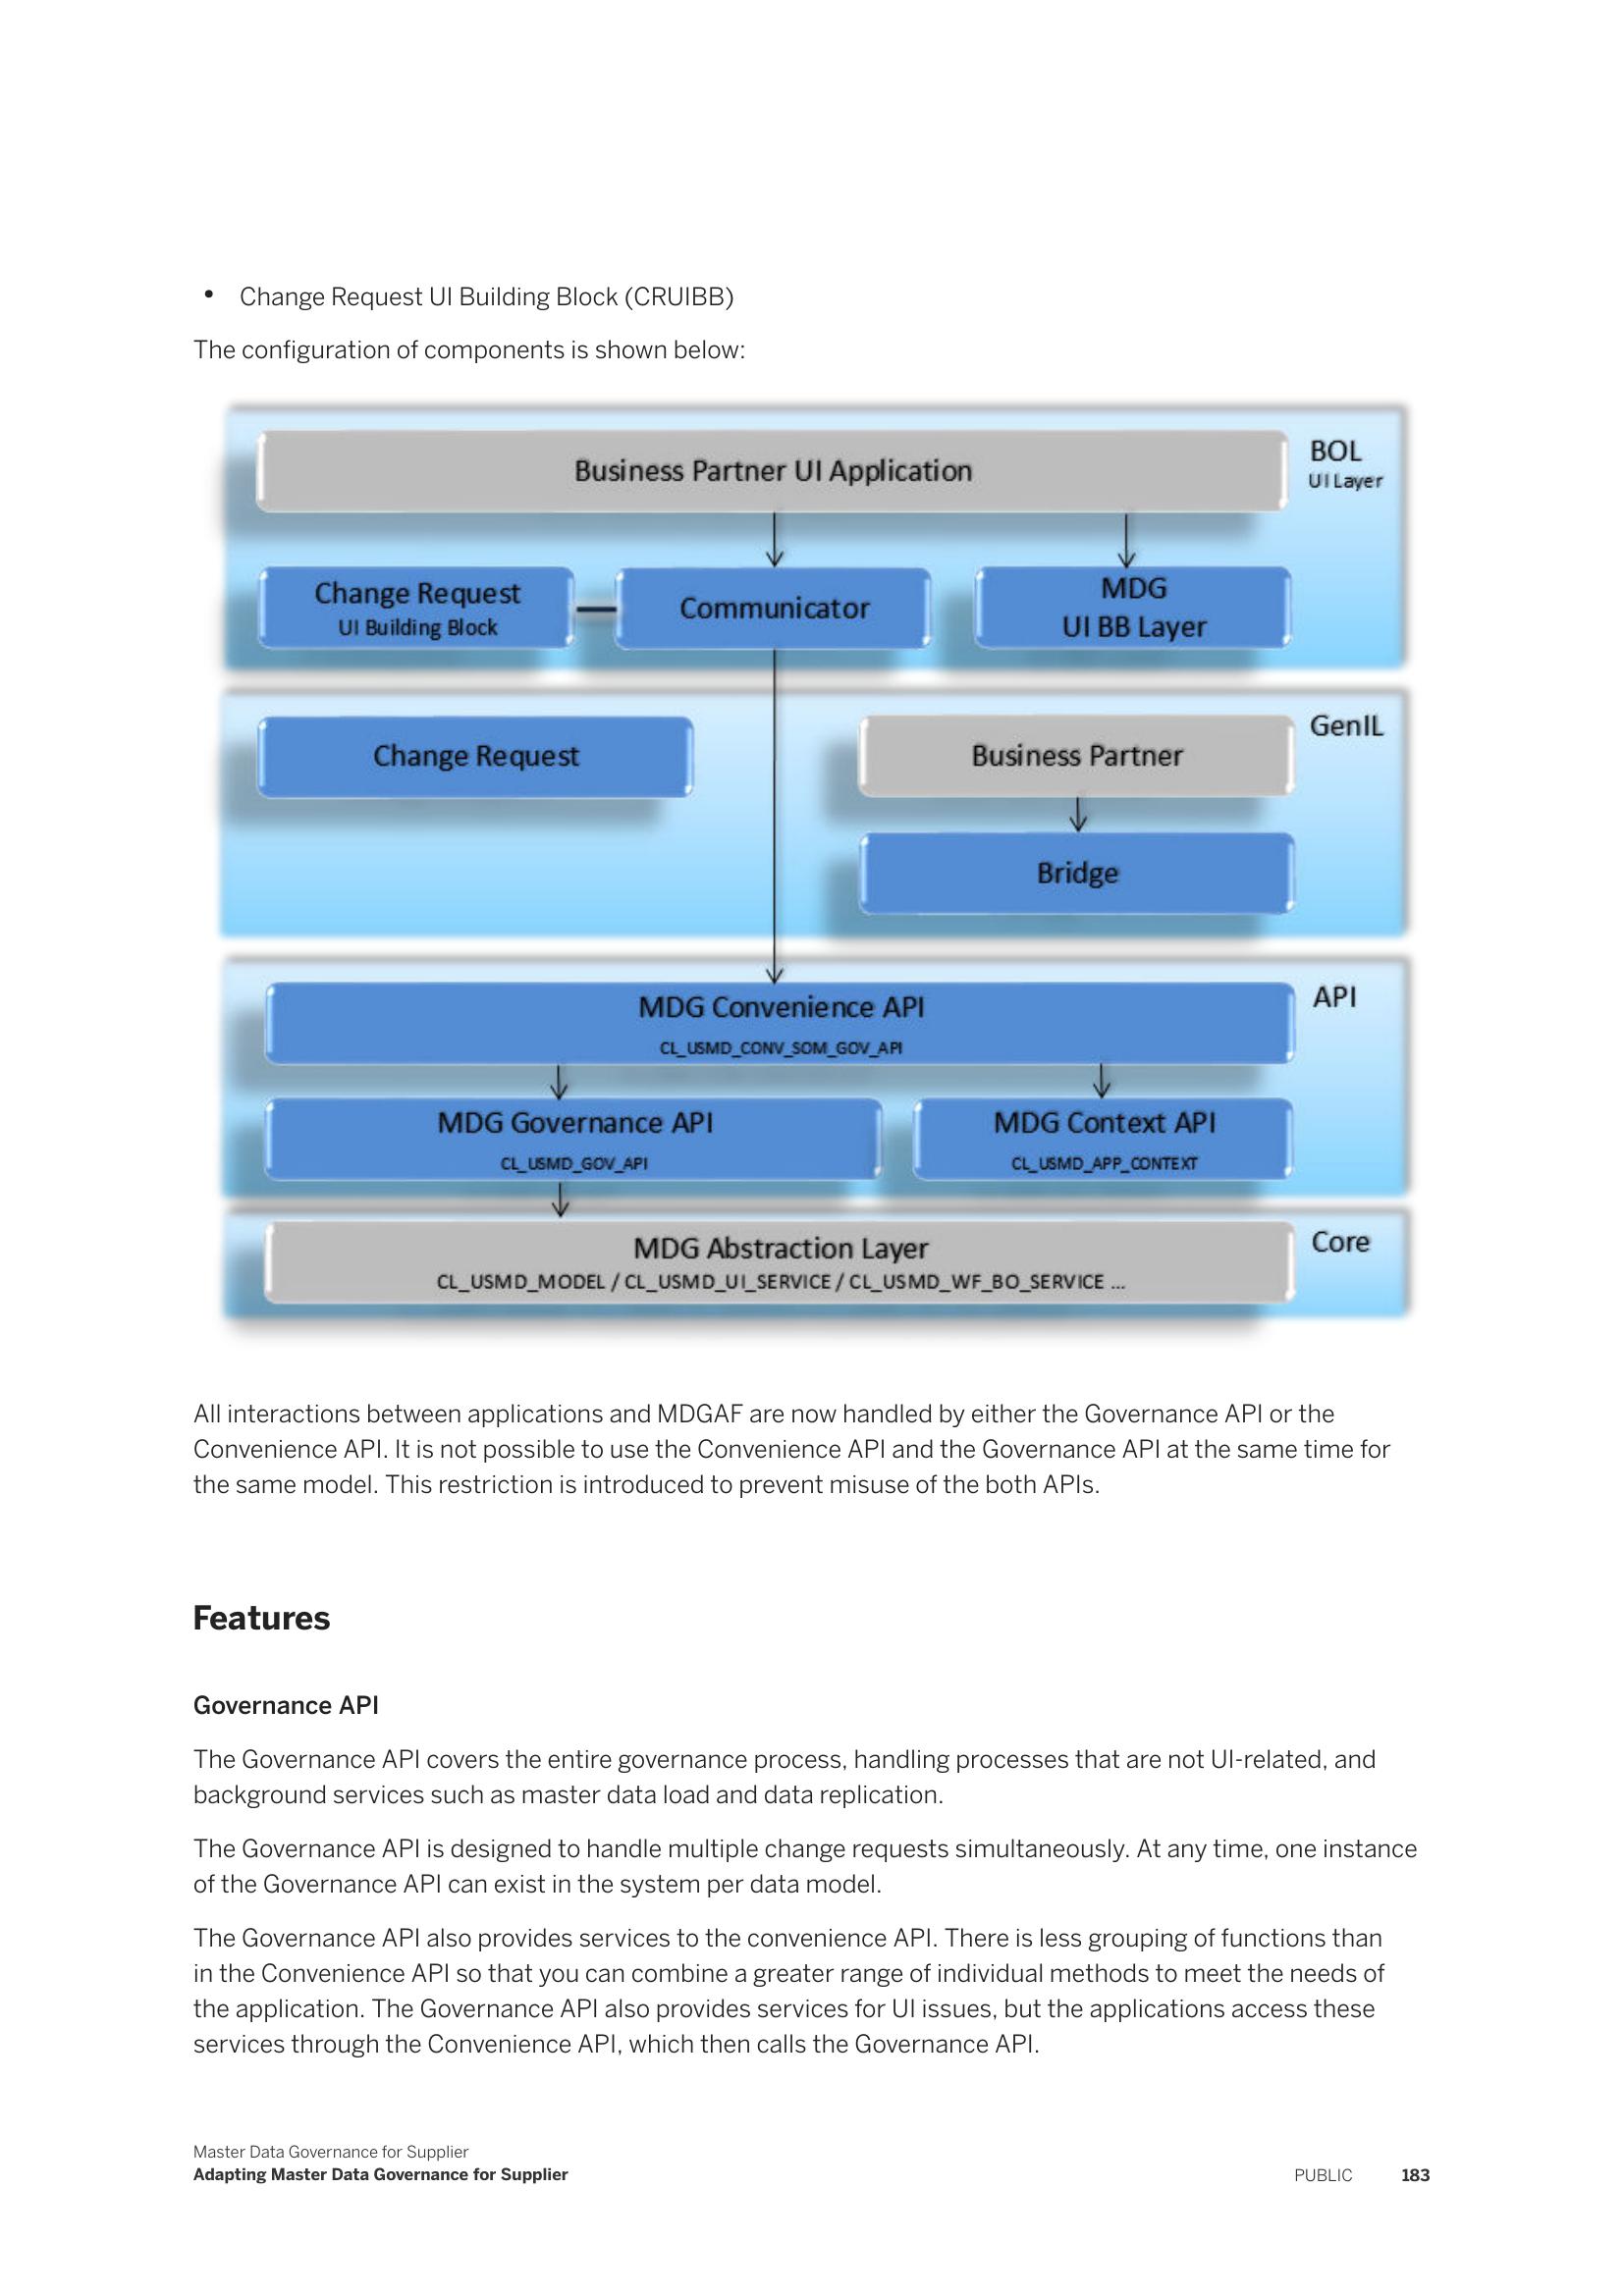 • Change Request UI Building Block (CRUIBB)
The configuration of components is shown below:
Business Partner UI Application
BOL
UI Layer
Change Request
UI Building Block
Communicator
MDG
UI BB Layer
Change Request
Business Partner
GenIL
Bridge
MDG Convenience API
CL_USMD_CONV_SOM_GOV_API
API
MDG Governance API
CL_USMD_GOV_API
MDG Context API
CL_USMD_APP_CONTEXT
MDG Abstraction Layer
CL_USMD_MODEL / CL_USMD_UI_SERVICE / CL_USMD_WF_BO_SERVICE ...
Core
All interactions between applications and MDGAF are now handled by either the Governance API or the
Convenience API. It is not possible to use the Convenience API and the Governance API at the same time for
the same model. This restriction is introduced to prevent misuse of the both APIs.
Features
Governance API
The Governance API covers the entire governance process, handling processes that are not UI-related, and
background services such as master data load and data replication.
The Governance API is designed to handle multiple change requests simultaneously. At any time, one instance
of the Governance API can exist in the system per data model.
The Governance API also provides services to the convenience API. There is less grouping of functions than
in the Convenience API so that you can combine a greater range of individual methods to meet the needs of
the application. The Governance API also provides services for UI issues, but the applications access these
services through the Convenience API, which then calls the Governance API.
Master Data Governance for Supplier
Adapting Master Data Governance for Supplier
PUBLIC 183